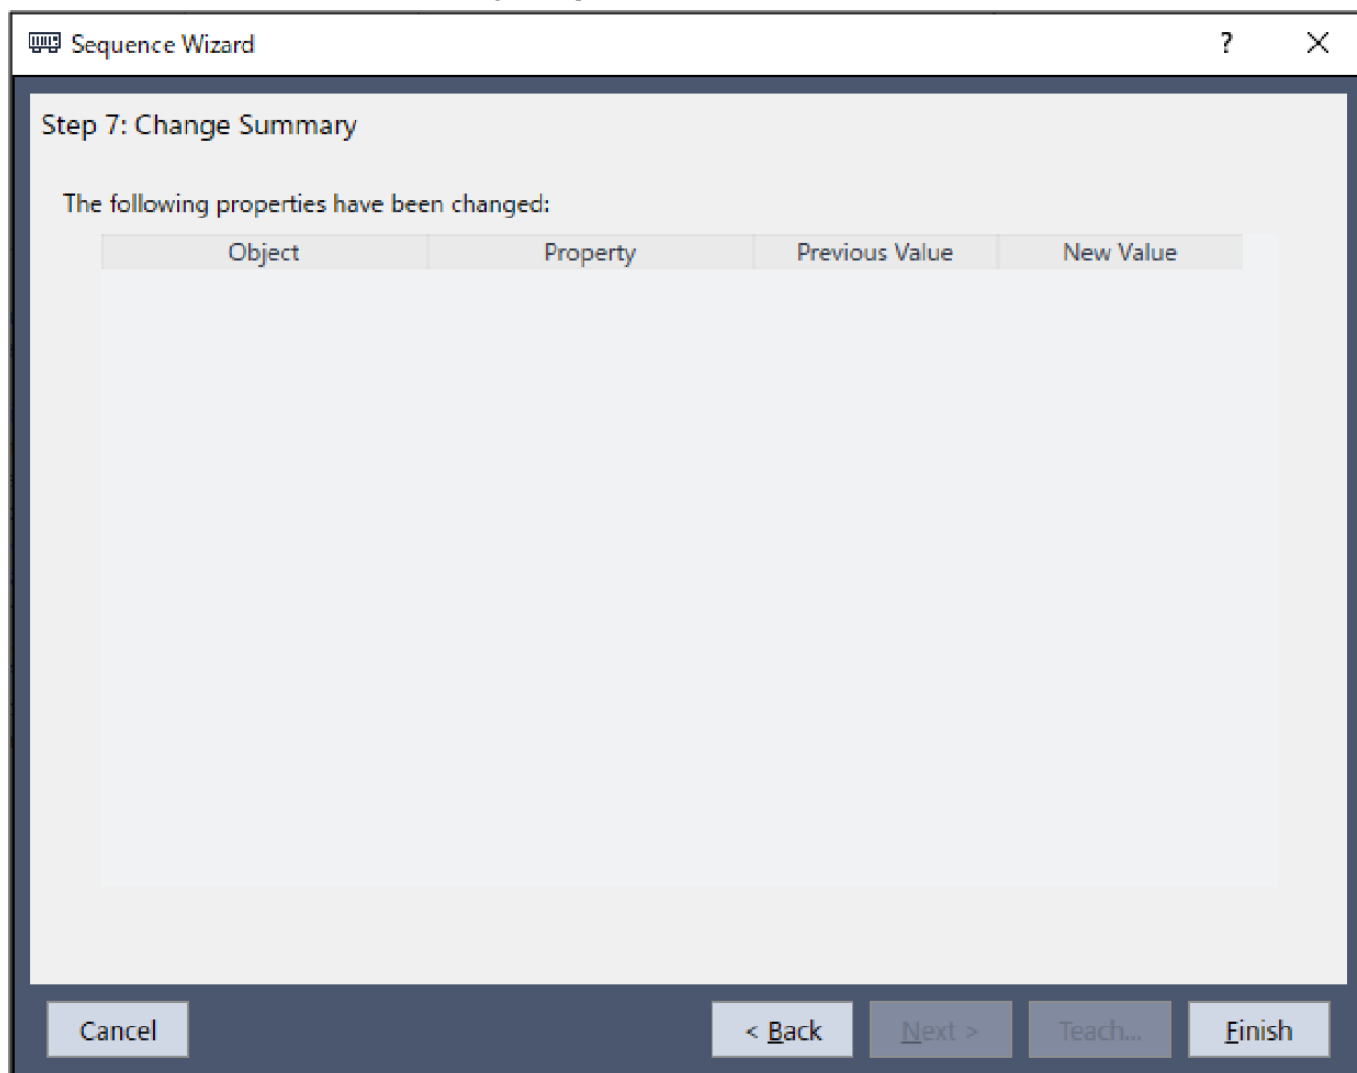 Sequence Wizard ?
Step 7: Change Summary
The following properties have been changed:
Object Property Previous Value New Value
Cancel < Back Next > Teach... Finish